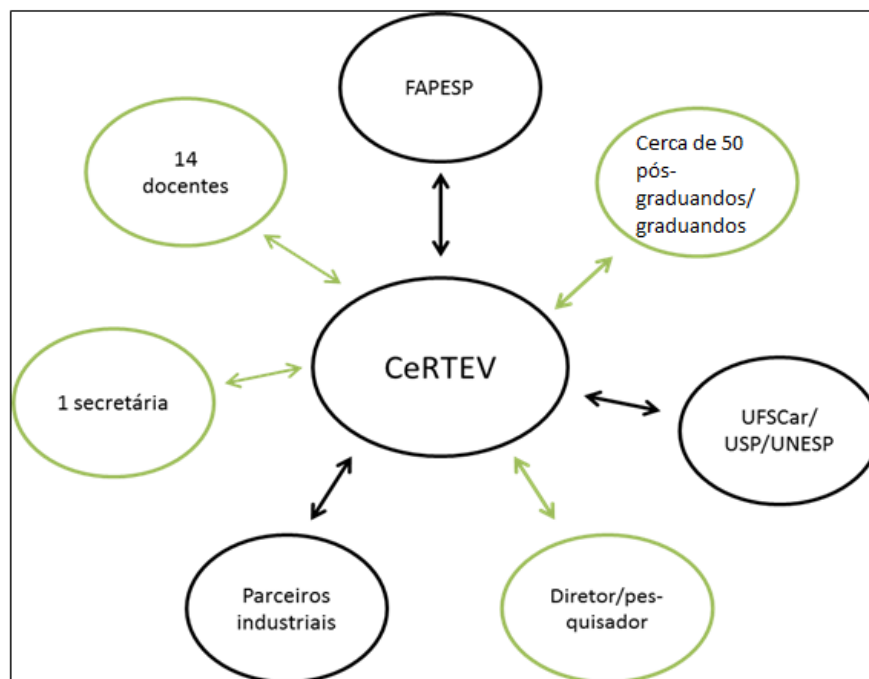 FAPESP
14
docentes
Cerca de 50
pós-
graduandos/
graduandos
CeRTEV
1 secretária
UFSCar/
USP/UNESP
Parceiros
industriais
Diretor/pes-
quisador